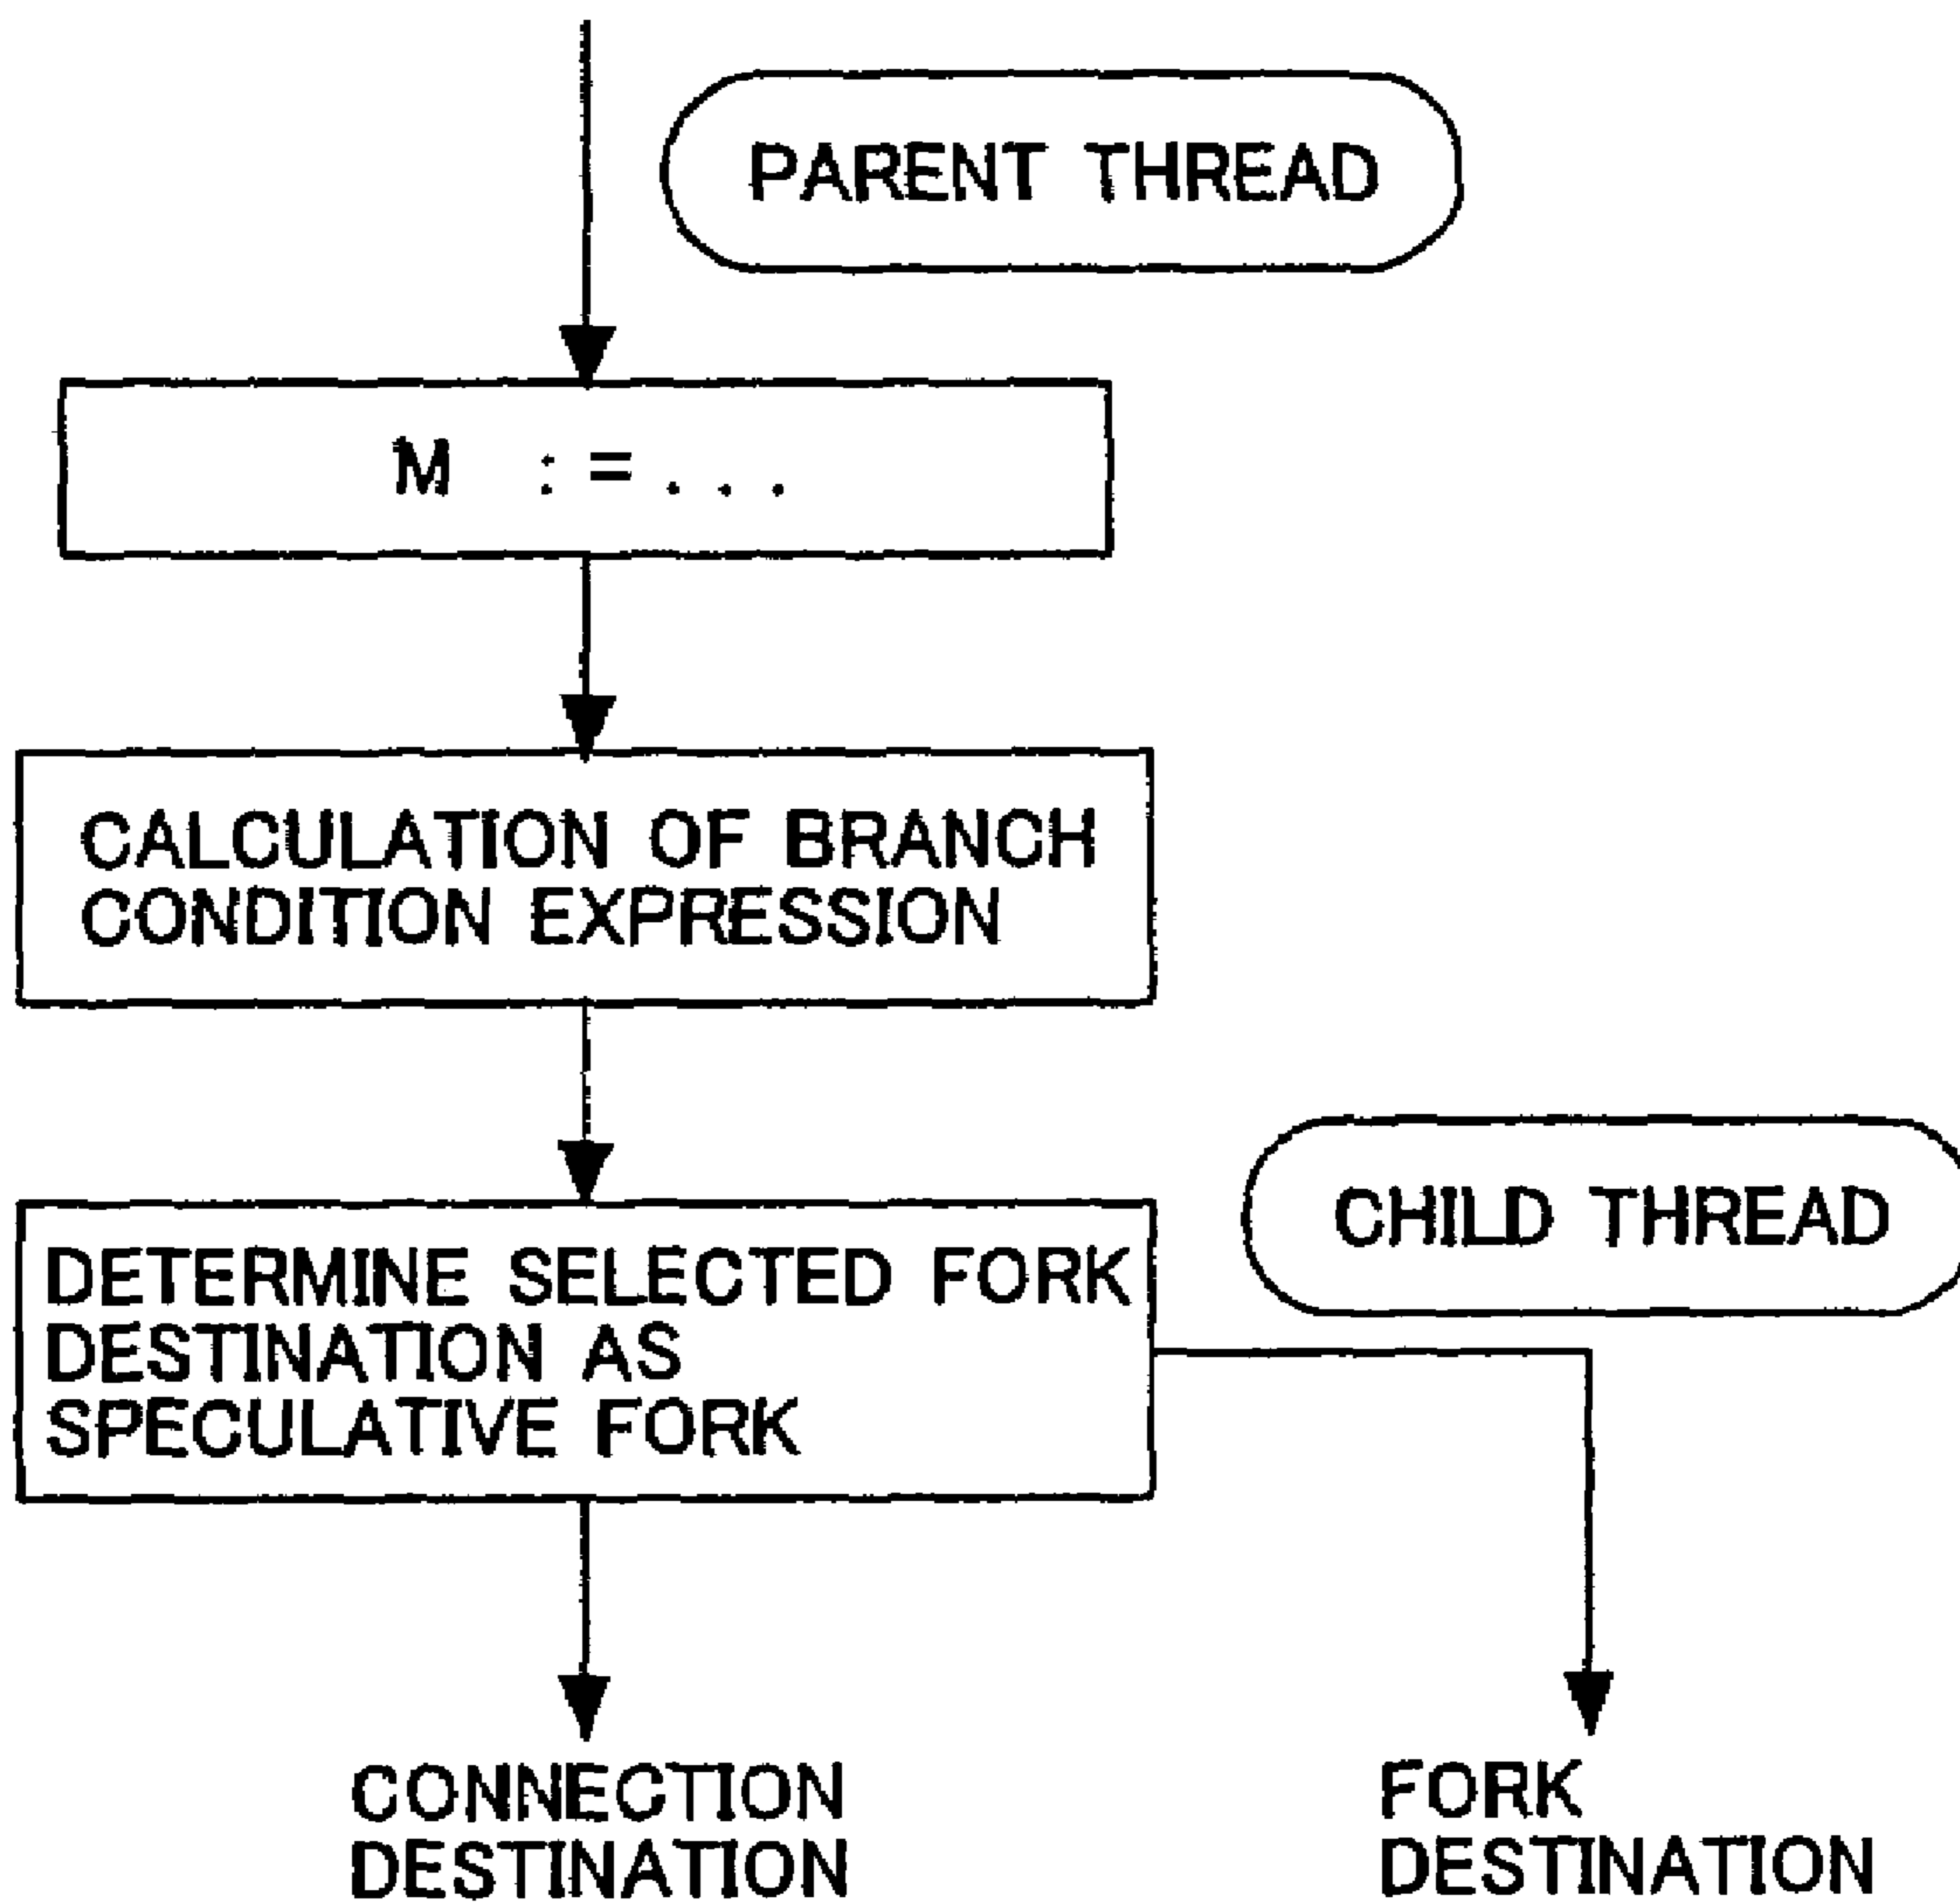 PARENT THREAD
M :=...
CALCULATION OF BRANCH
CONDITION EXPRESSION
CHILD THREAD
DETERMINE SELECTED FORK
DESTINATION AS
SPECULATIVE FORK
CONNECTION
DESTINATION
FORK
DESTINATION